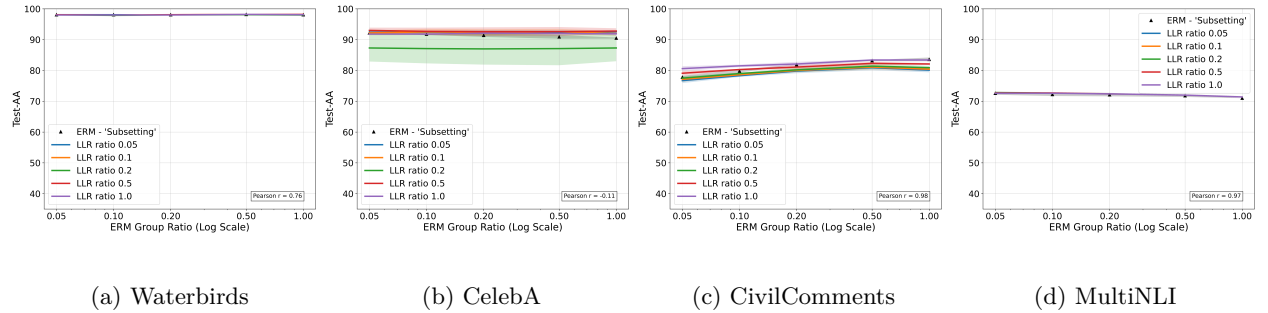 100
90
80
70
60
50
40
Test-AA
ERM - 'Subsetting'
LLR ratio 0.05
LLR ratio 0.1
LLR ratio 0.2
LLR ratio 0.5
LLR ratio 1.0
Pearson r = 0.76
0.05 0.10 0.20 0.50 1.00
ERM Group Ratio (Log Scale)
(a) Waterbirds
100
90
80
70
60
50
40
Test-AA
ERM - 'Subsetting'
LLR ratio 0.05
LLR ratio 0.1
LLR ratio 0.2
LLR ratio 0.5
LLR ratio 1.0
Pearson r = -0.11
0.05 0.10 0.20 0.50 1.00
ERM Group Ratio (Log Scale)
(b) CelebA
100
90
80
70
60
50
40
Test-AA
ERM - 'Subsetting'
LLR ratio 0.05
LLR ratio 0.1
LLR ratio 0.2
LLR ratio 0.5
LLR ratio 1.0
Pearson r = 0.98
0.05 0.10 0.20 0.50 1.00
ERM Group Ratio (Log Scale)
(c) CivilComments
100
90
80
70
60
50
40
Test-AA
ERM - 'Subsetting'
LLR ratio 0.05
LLR ratio 0.1
LLR ratio 0.2
LLR ratio 0.5
LLR ratio 1.0
Pearson r = 0.97
0.05 0.10 0.20 0.50 1.00
ERM Group Ratio (Log Scale)
(d) MultiNLI